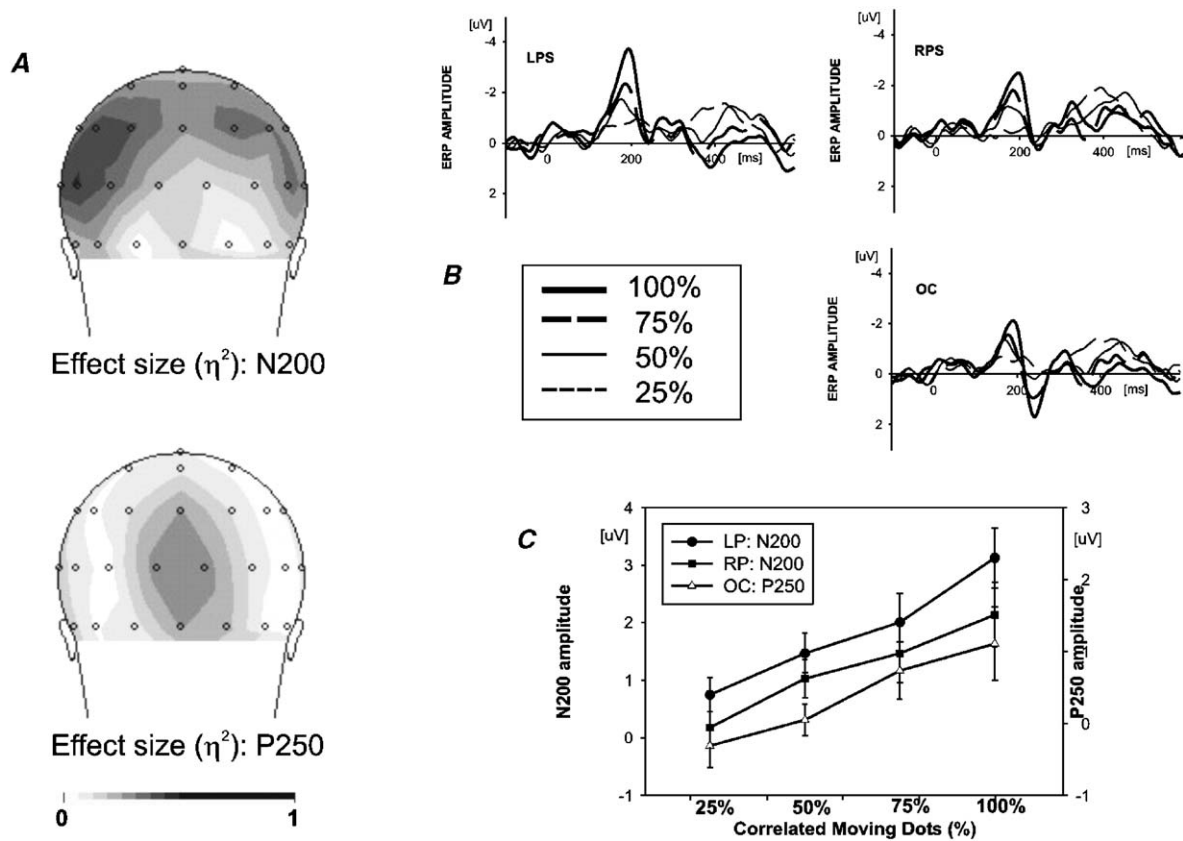 A
Effect size (η²): N200
Effect size (η²): P250
0 1
[uV]
-4
-2
0
2
LPS
ERP AMPLITUDE
0 200 400 [ms]
[uV]
-4
-2
0
2
RPS
ERP AMPLITUDE
0 200 400 [ms]
B
100%
75%
50%
25%
[uV]
-4
-2
0
2
OC
ERP AMPLITUDE
0 200 400 [ms]
C
[uV]
4
3
2
1
0
-1
N200 amplitude
LP: N200
RP: N200
OC: P250
3
[uV]
2
1
0
-1
P250 amplitude
25% 50% 75% 100%
Correlated Moving Dots (%)